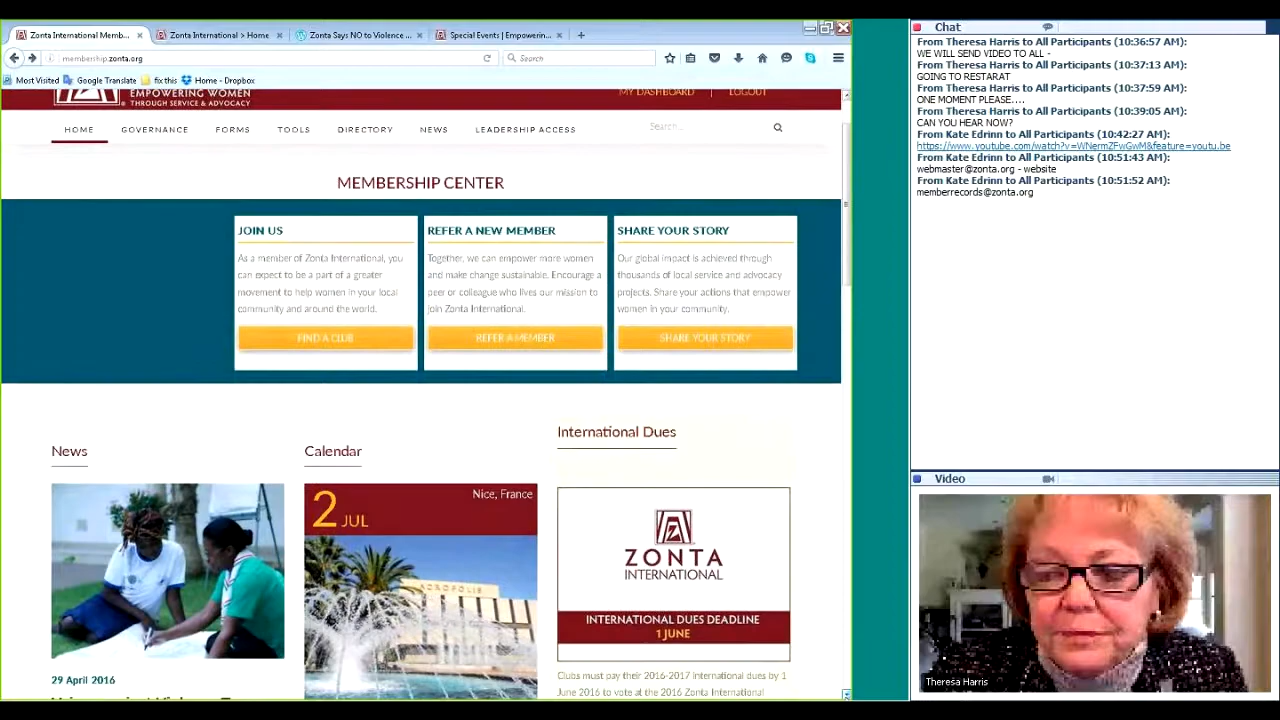 Zonta International Memb...
Zonta International > Home
Zonta Says NO to Violence ...
Special Events | Empowerin...
membership.zonta.org
Search
Most Visited
Google Translate
fix this
Home - Dropbox
EMPOWERING WOMEN
THROUGH SERVICE & ADVOCACY
MY DASHBOARD | LOGOUT
HOME
GOVERNANCE
FORMS
TOOLS
DIRECTORY
NEWS
LEADERSHIP ACCESS
Search...
MEMBERSHIP CENTER
JOIN US
As a member of Zonta International, you
can expect to be a part of a greater
movement to help women in your local
community and around the world.
FIND A CLUB
REFER A NEW MEMBER
Together, we can empower more women
and make change sustainable. Encourage a
peer or colleague who lives our mission to
join Zonta International.
REFER A MEMBER
SHARE YOUR STORY
Our global impact is achieved through
thousands of local service and advocacy
projects. Share your actions that empower
women in your community.
SHARE YOUR STORY
News
29 April 2016
Calendar
2 JUL
Nice, France
ACROPOLIS
International Dues
ZONTA
INTERNATIONAL
INTERNATIONAL DUES DEADLINE
1 JUNE
Clubs must pay their 2016-2017 international dues by 1
June 2016 to vote at the 2016 Zonta International
Chat
From Theresa Harris to All Participants (10:36:57 AM):
WE WILL SEND VIDEO TO ALL -
From Theresa Harris to All Participants (10:37:13 AM):
GOING TO RESTARAT
From Theresa Harris to All Participants (10:37:59 AM):
ONE MOMENT PLEASE....
From Theresa Harris to All Participants (10:39:05 AM):
CAN YOU HEAR NOW?
From Kate Edrinn to All Participants (10:42:27 AM):
https://www.youtube.com/watch?v=WNermZFwGwM&feature=youtu.be
From Kate Edrinn to All Participants (10:51:43 AM):
webmaster@zonta.org - website
From Kate Edrinn to All Participants (10:51:52 AM):
memberrecords@zonta.org
Video
Theresa Harris